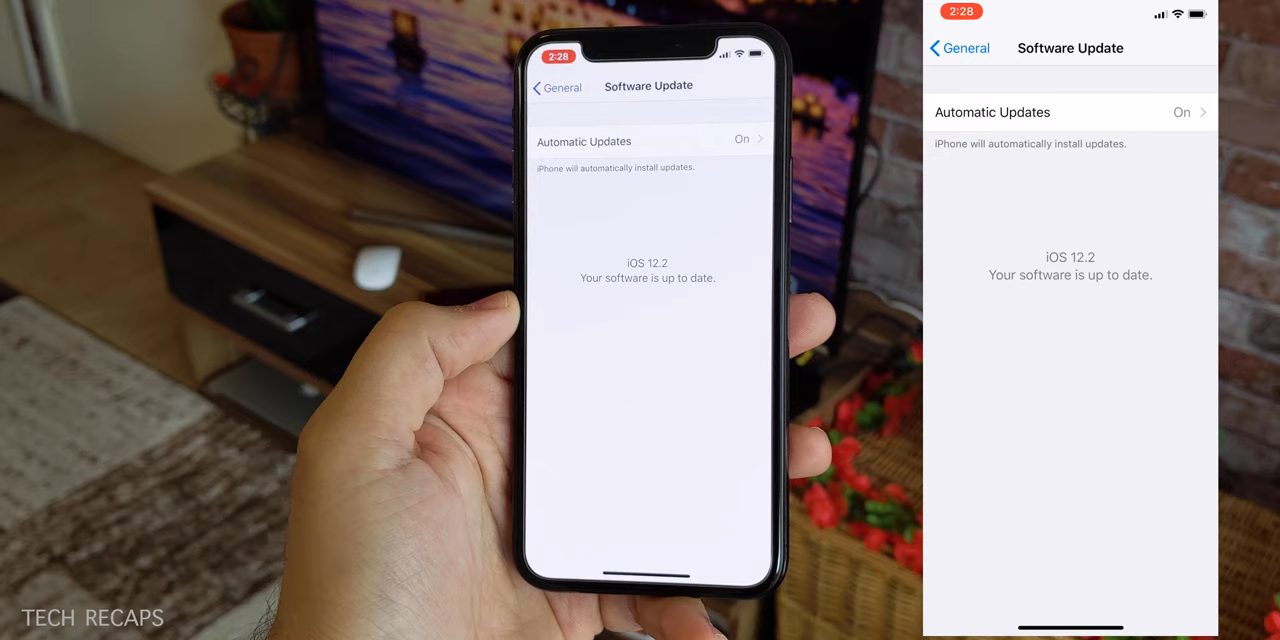 2:28
General Software Update
Automatic Updates On
iPhone will automatically install updates.
iOS 12.2
Your software is up to date.
2:28
General Software Update
Automatic Updates On
iPhone will automatically install updates.
iOS 12.2
Your software is up to date.
TECH RECAPS